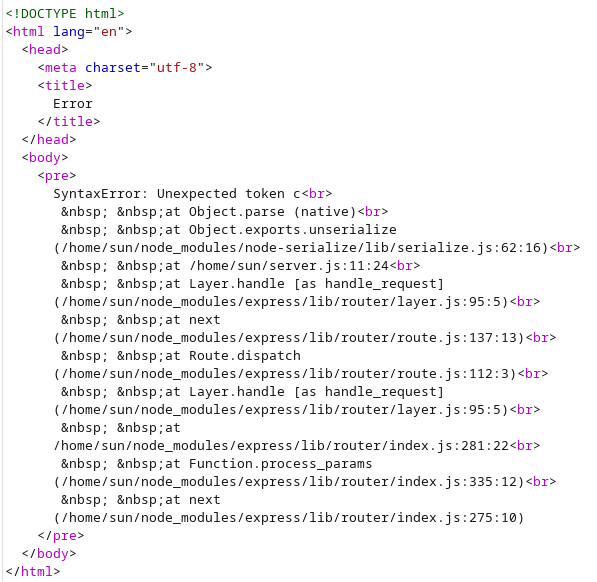 <!DOCTYPE html>
<html lang="en">
  <head>
    <meta charset="utf-8">
    <title>
      Error
    </title>
  </head>
  <body>
    <pre>
      SyntaxError: Unexpected token c<br>
       &nbsp; &nbsp;at Object.parse (native)<br>
       &nbsp; &nbsp;at Object.exports.unserialize
      (/home/sun/node_modules/node-serialize/lib/serialize.js:62:16)<br>
       &nbsp; &nbsp;at /home/sun/server.js:11:24<br>
       &nbsp; &nbsp;at Layer.handle [as handle_request]
      (/home/sun/node_modules/express/lib/router/layer.js:95:5)<br>
       &nbsp; &nbsp;at next
      (/home/sun/node_modules/express/lib/router/route.js:137:13)<br>
       &nbsp; &nbsp;at Route.dispatch
      (/home/sun/node_modules/express/lib/router/route.js:112:3)<br>
       &nbsp; &nbsp;at Layer.handle [as handle_request]
      (/home/sun/node_modules/express/lib/router/layer.js:95:5)<br>
       &nbsp; &nbsp;at
      /home/sun/node_modules/express/lib/router/index.js:281:22<br>
       &nbsp; &nbsp;at Function.process_params
      (/home/sun/node_modules/express/lib/router/index.js:335:12)<br>
       &nbsp; &nbsp;at next
      (/home/sun/node_modules/express/lib/router/index.js:275:10)
    </pre>
  </body>
</html>